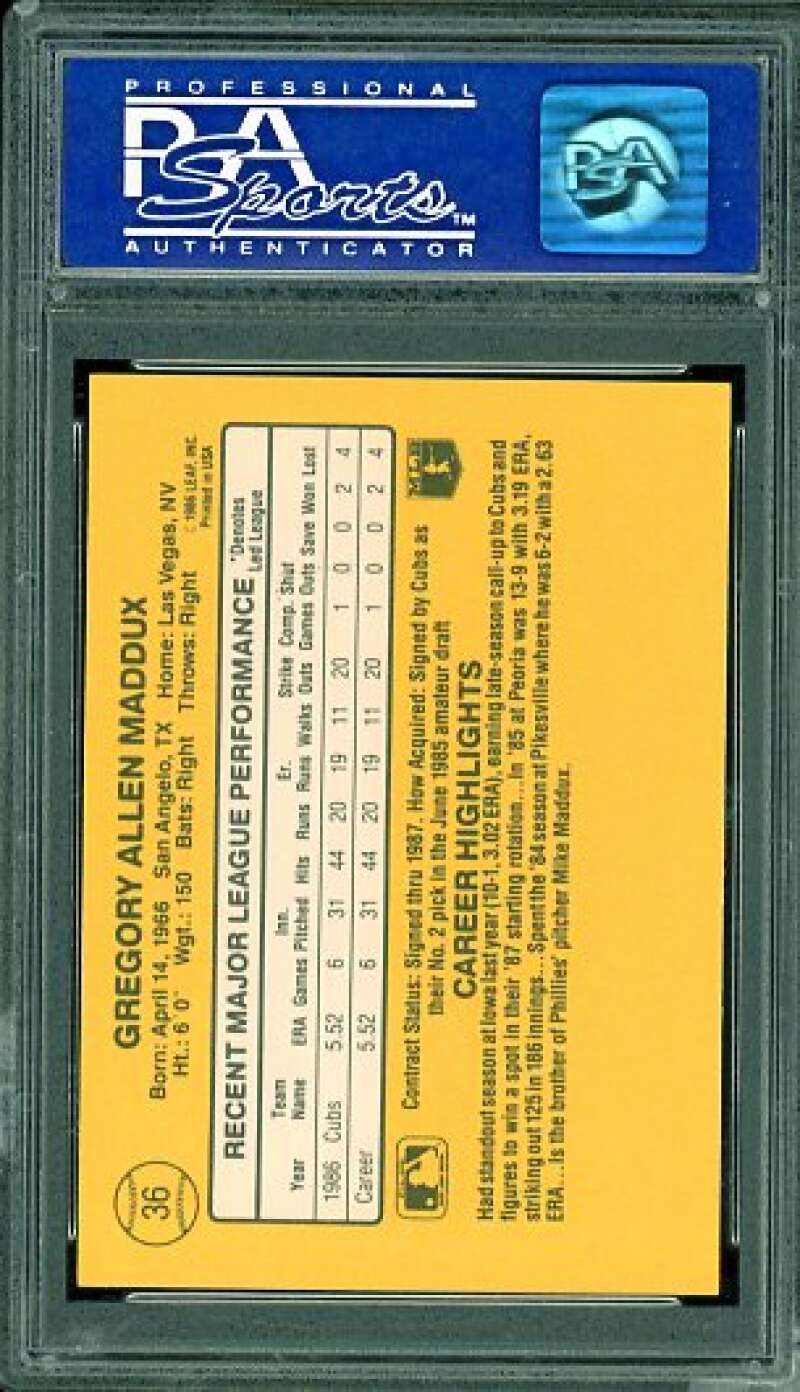 PROFESSIONAL
PSA
Sports™
AUTHENTICATOR
PSA
36
GREGORY ALLEN MADDUX
Born: April 14, 1966 San Angelo, TX Home: Las Vegas, NV
Ht.: 6'0" Wgt.: 150 Bats: Right Throws: Right
© 1986 LEAF, INC.
Printed in USA
RECENT MAJOR LEAGUE PERFORMANCE
*Denotes
Led League
Year Team Name ERA Games Inn. Pitched Hits Runs Er. Runs Walks Strike Outs Comp. Games Shut Outs Save Won Lost
1986 Cubs 5.52 6 31 44 20 19 11 20 1 0 0 2 4
Career 5.52 6 31 44 20 19 11 20 1 0 0 2 4
Contract Status: Signed thru 1987. How Acquired: Signed by Cubs as
their No. 2 pick in the June 1985 amateur draft
CAREER HIGHLIGHTS
Had standout season at Iowa last year (10-1, 3.02 ERA), earning late-season call-up to Cubs and
figures to win a spot in their '87 starting rotation...In '85 at Peoria was 13-9 with 3.19 ERA,
striking out 125 in 186 innings...Spent the '84 season at Pikesville where he was 6-2 with a 2.63
ERA...Is the brother of Phillies' pitcher Mike Maddux.